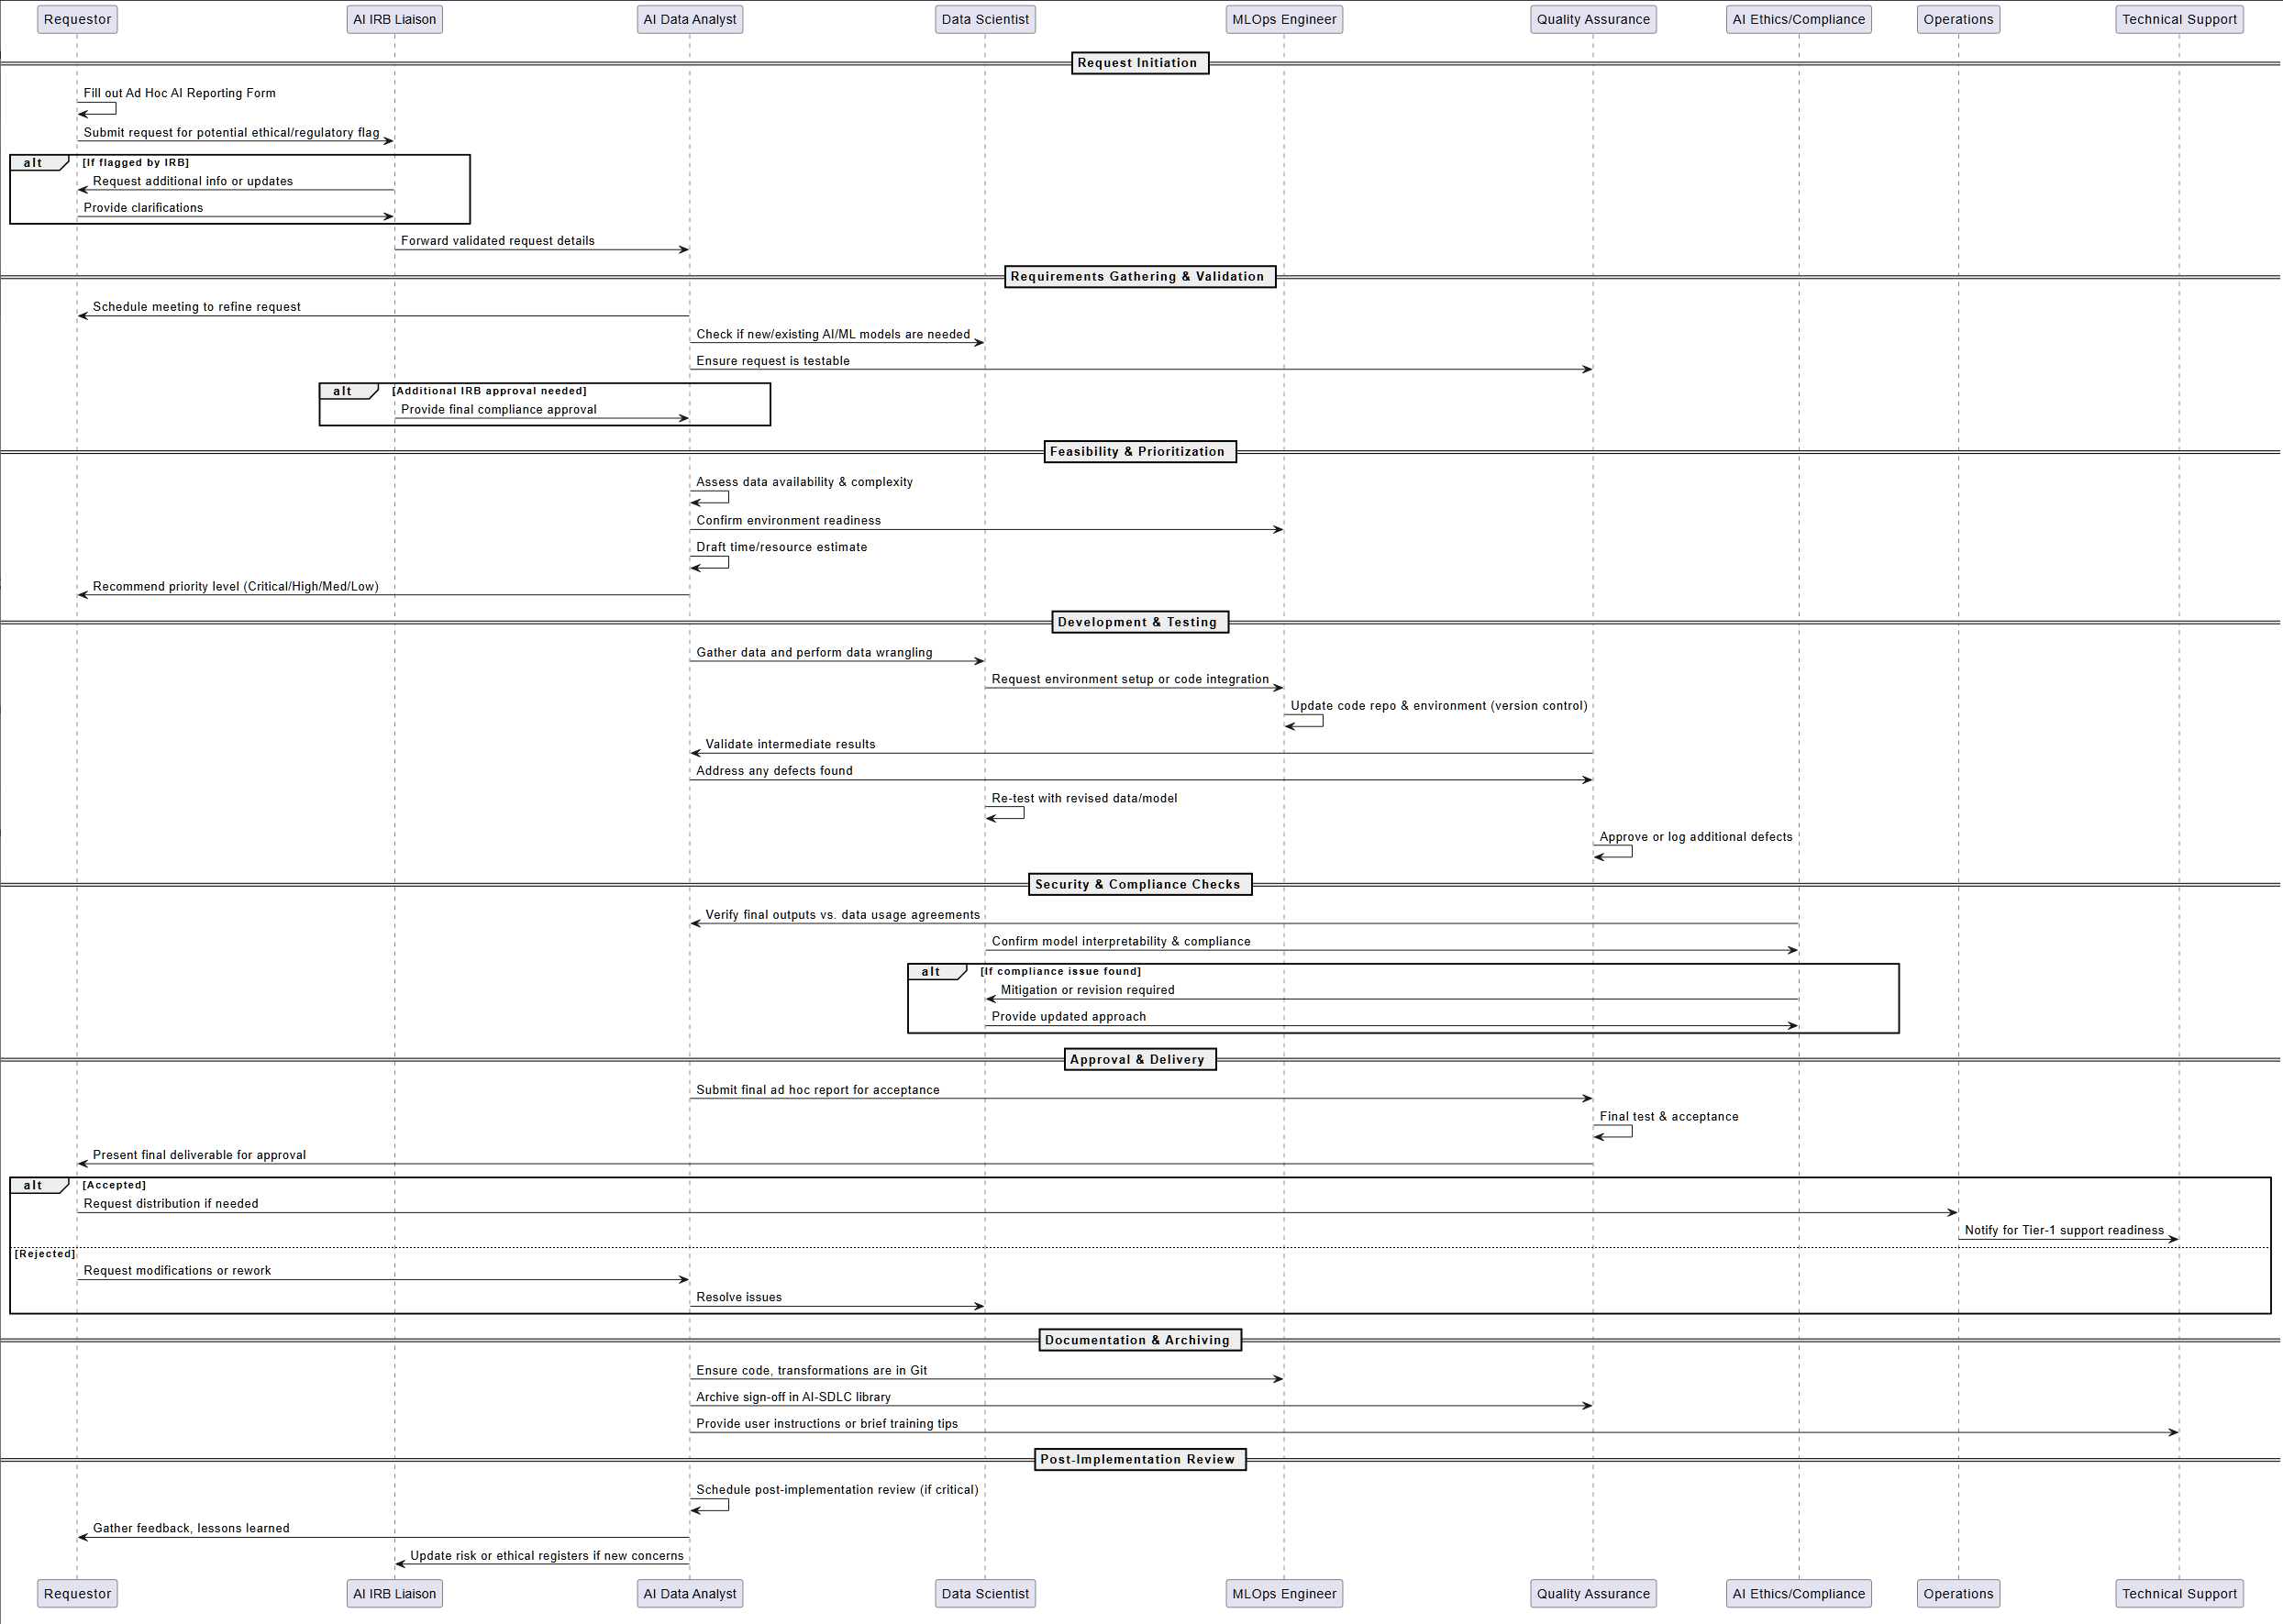 Requestor
AI IRB Liaison
AI Data Analyst
Data Scientist
MLOps Engineer
Quality Assurance
AI Ethics/Compliance
Operations
Technical Support
Request Initiation
Fill out Ad Hoc AI Reporting Form
Submit request for potential ethical/regulatory flag
alt
[If flagged by IRB]
Request additional info or updates
Provide clarifications
Forward validated request details
Requirements Gathering & Validation
Schedule meeting to refine request
Check if new/existing AI/ML models are needed
Ensure request is testable
alt
[Additional IRB approval needed]
Provide final compliance approval
Feasibility & Prioritization
Assess data availability & complexity
Confirm environment readiness
Draft time/resource estimate
Recommend priority level (Critical/High/Med/Low)
Development & Testing
Gather data and perform data wrangling
Request environment setup or code integration
Update code repo & environment (version control)
Validate intermediate results
Address any defects found
Re-test with revised data/model
Approve or log additional defects
Security & Compliance Checks
Verify final outputs vs. data usage agreements
Confirm model interpretability & compliance
alt
[If compliance issue found]
Mitigation or revision required
Provide updated approach
Approval & Delivery
Submit final ad hoc report for acceptance
Final test & acceptance
Present final deliverable for approval
alt
[Accepted]
Request distribution if needed
Notify for Tier-1 support readiness
[Rejected]
Request modifications or rework
Resolve issues
Documentation & Archiving
Ensure code, transformations are in Git
Archive sign-off in AI-SDLC library
Provide user instructions or brief training tips
Post-Implementation Review
Schedule post-implementation review (if critical)
Gather feedback, lessons learned
Update risk or ethical registers if new concerns
Requestor
AI IRB Liaison
AI Data Analyst
Data Scientist
MLOps Engineer
Quality Assurance
AI Ethics/Compliance
Operations
Technical Support